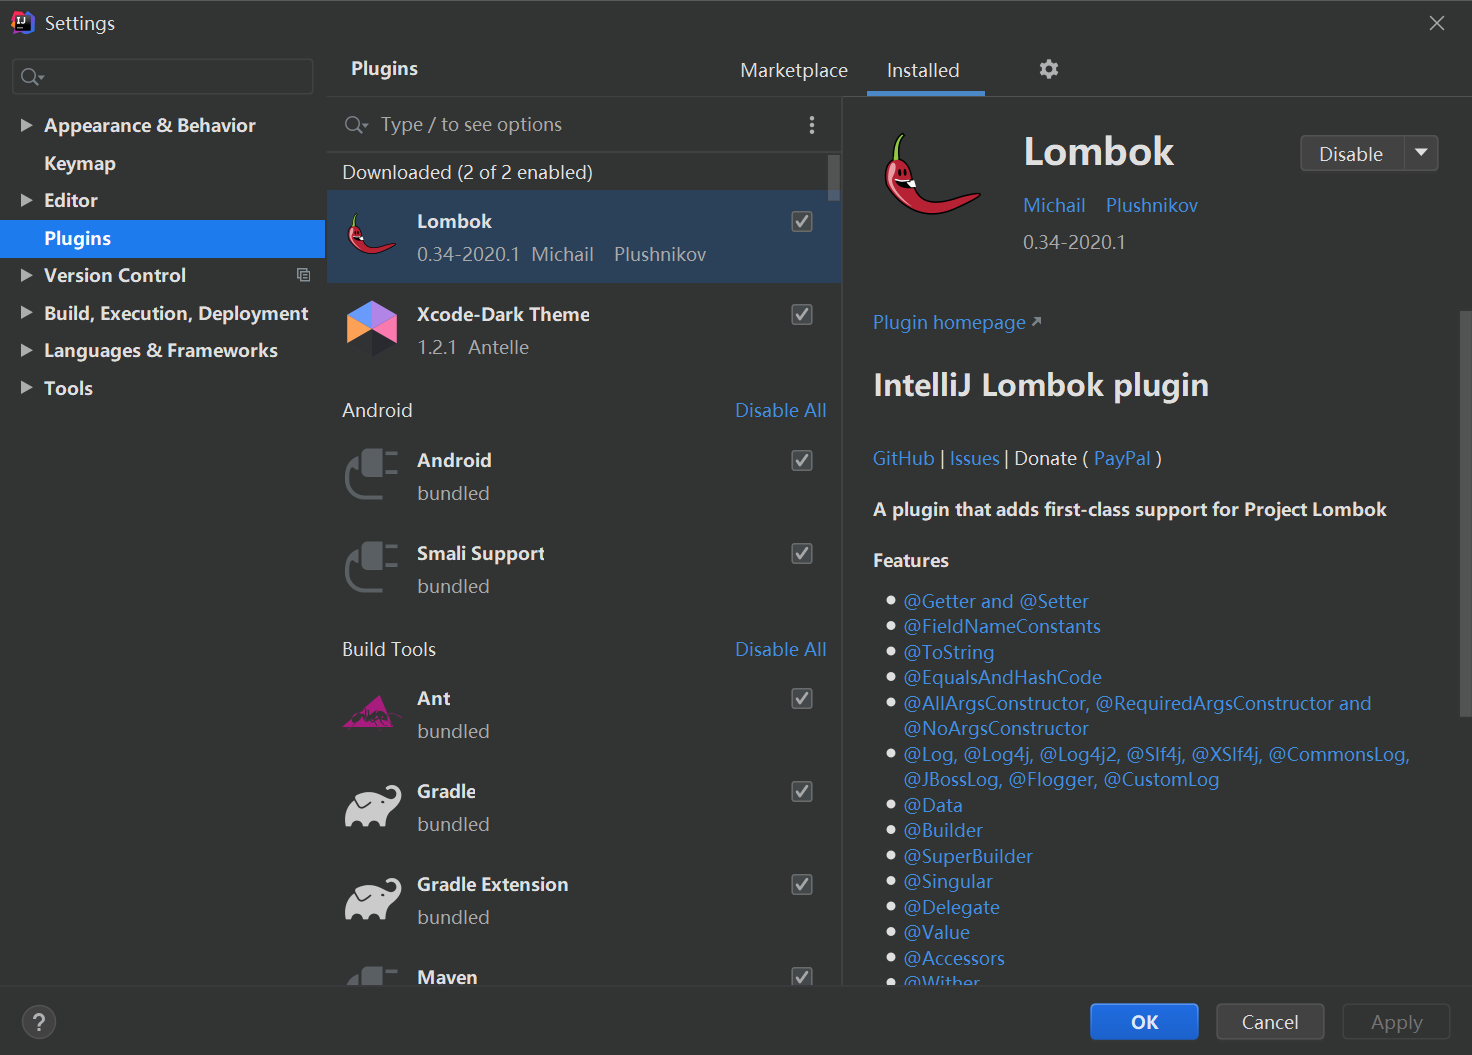 Settings
Plugins
Marketplace
Installed
Appearance & Behavior
Keymap
Editor
Plugins
Version Control
Build, Execution, Deployment
Languages & Frameworks
Tools
Type / to see options
Downloaded (2 of 2 enabled)
Lombok
0.34-2020.1 Michail Plushnikov
Xcode-Dark Theme
1.2.1 Antelle
Android Disable All
Android
bundled
Smali Support
bundled
Build Tools Disable All
Ant
bundled
Gradle
bundled
Gradle Extension
bundled
Maven
Lombok
Disable
Michail Plushnikov
0.34-2020.1
Plugin homepage
IntelliJ Lombok plugin
GitHub | Issues | Donate ( PayPal )
A plugin that adds first-class support for Project Lombok
Features
@Getter and @Setter
@FieldNameConstants
@ToString
@EqualsAndHashCode
@AllArgsConstructor, @RequiredArgsConstructor and
@NoArgsConstructor
@Log, @Log4j, @Log4j2, @Slf4j, @XSlf4j, @CommonsLog,
@JBossLog, @Flogger, @CustomLog
@Data
@Builder
@SuperBuilder
@Singular
@Delegate
@Value
@Accessors
@Wither
?
OK
Cancel
Apply